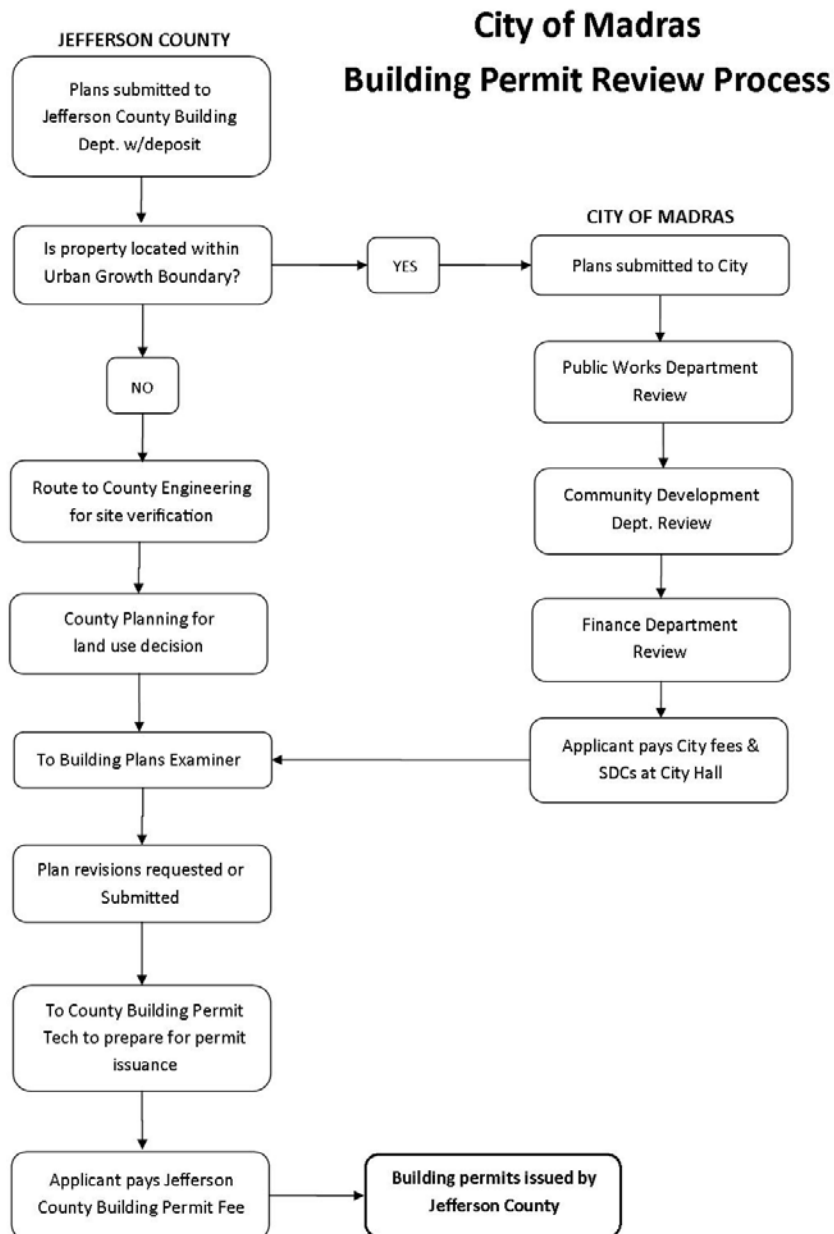 City of Madras
Building Permit Review Process
JEFFERSON COUNTY
Plans submitted to
Jefferson County Building
Dept. w/deposit
Is property located within
Urban Growth Boundary?
YES
NO
Route to County Engineering
for site verification
County Planning for
land use decision
CITY OF MADRAS
Plans submitted to City
Public Works Department
Review
Community Development
Dept. Review
Finance Department
Review
Applicant pays City fees &
SDCs at City Hall
To Building Plans Examiner
Plan revisions requested or
Submitted
To County Building Permit
Tech to prepare for permit
issuance
Applicant pays Jefferson
County Building Permit Fee
Building permits issued by
Jefferson County